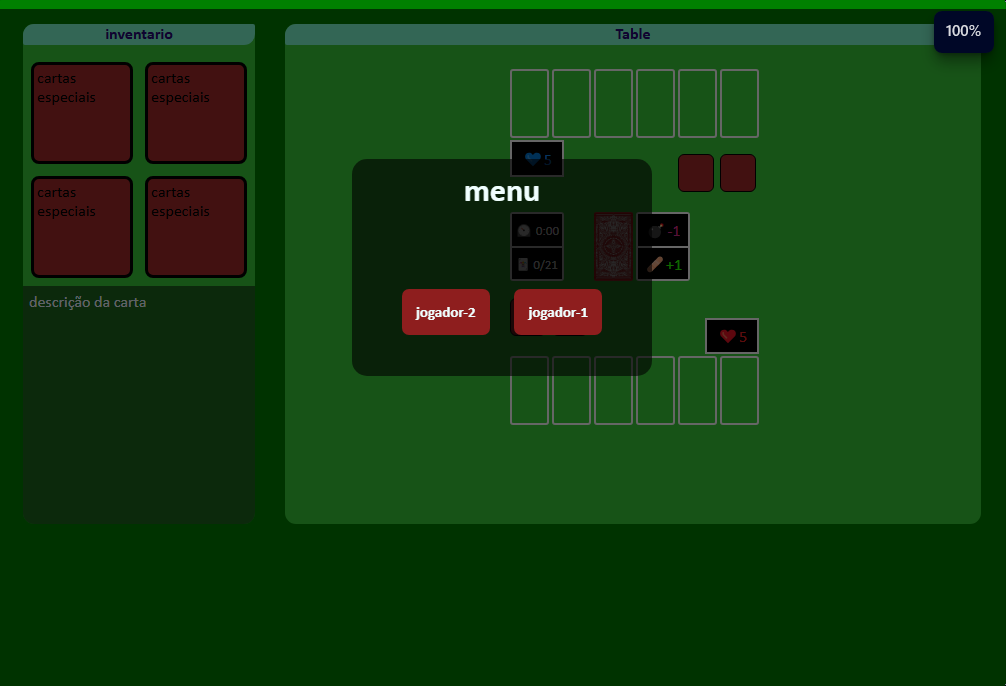 inventario
Table
100%
cartas
especiais
cartas
especiais
cartas
especiais
cartas
especiais
descrição da carta
5
menu
0:00
-1
0/21
+1
jogador-2
jogador-1
5